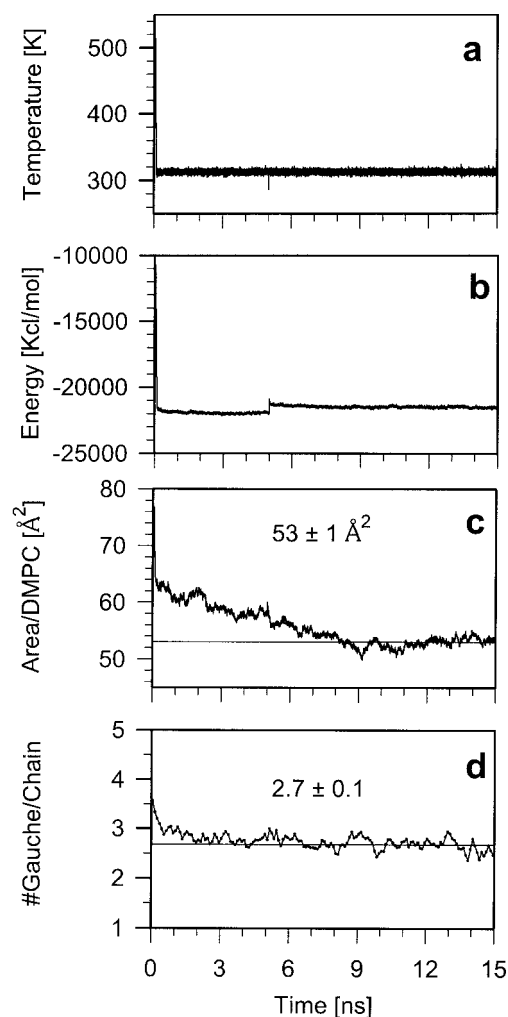 Temperature [K]
500
400
300
a
Energy [Kcl/mol]
-10000
-15000
-20000
-25000
b
Area/DMPC [Å²]
80
70
60
50
53 ± 1 Å²
c
#Gauche/Chain
5
4
3
2
1
2.7 ± 0.1
d
0 3 6 9 12 15
Time [ns]